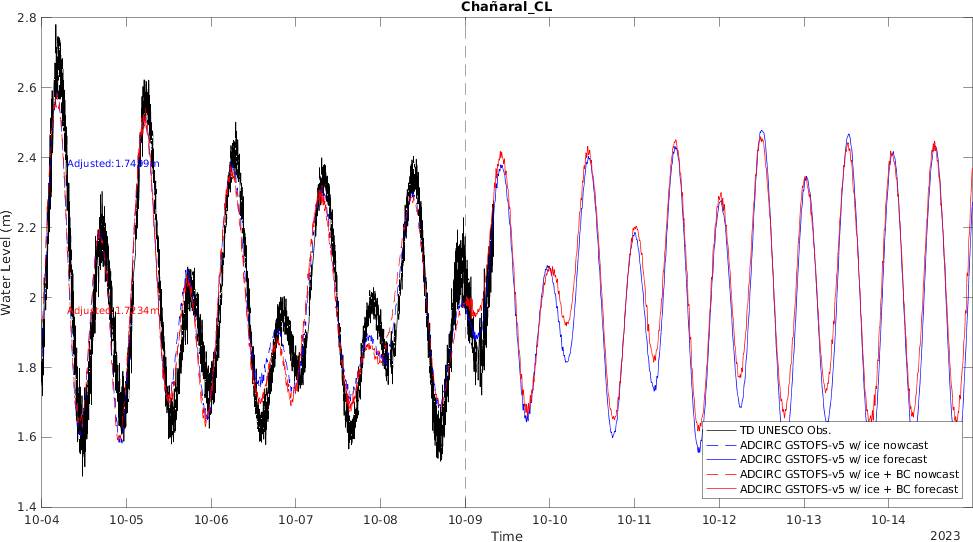 Chañaral_CL
Water Level (m)
2.8
2.6
2.4
2.2
2
1.8
1.6
1.4
Adjusted:1.7499m
Adjusted:1.7234m
TD UNESCO Obs.
ADCIRC GSTOFS-v5 w/ ice nowcast
ADCIRC GSTOFS-v5 w/ ice forecast
ADCIRC GSTOFS-v5 w/ ice + BC nowcast
ADCIRC GSTOFS-v5 w/ ice + BC forecast
10-04 10-05 10-06 10-07 10-08 10-09 10-10 10-11 10-12 10-13 10-14
Time
2023